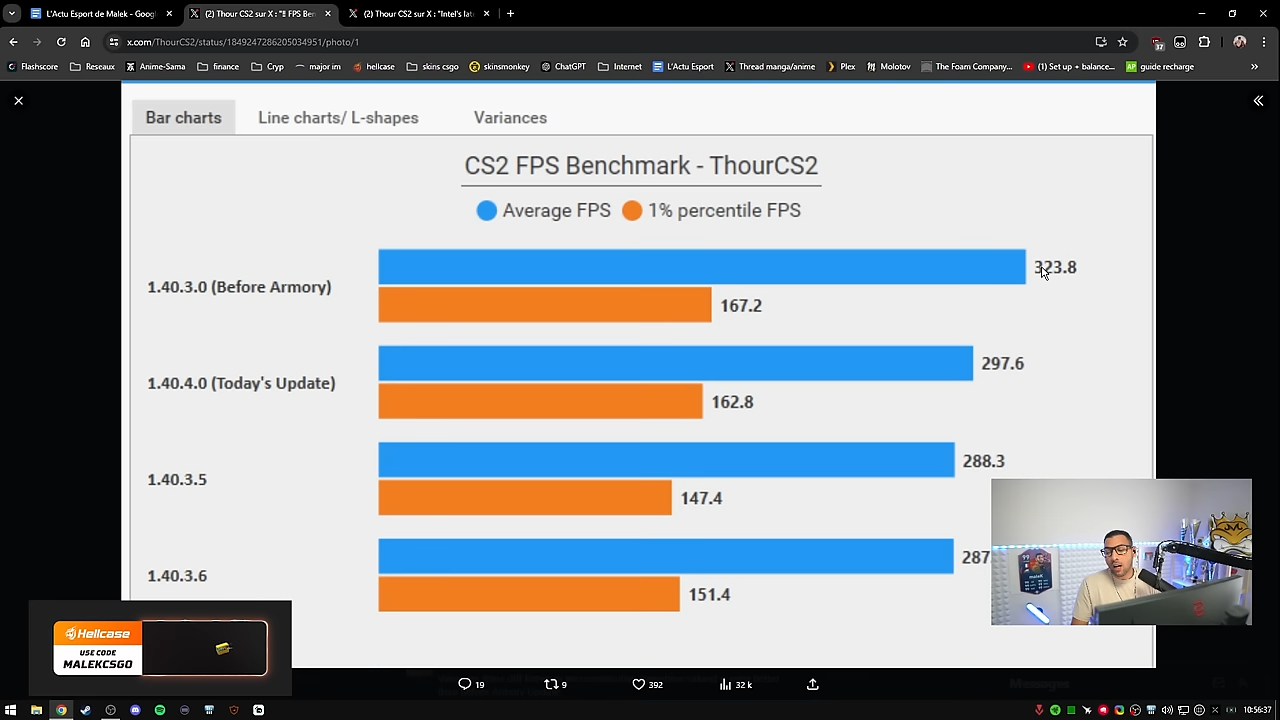 L'Actu Esport de Malek - Googl
(2) Thour CS2 sur X : "‼ FPS Ben
(2) Thour CS2 sur X : "Intel's lat
x.com/ThourCS2/status/1849247286205034951/photo/1
Flashscore
Reseaux
Anime-Sama
finance
Cryp
major im
hellcase
skins csgo
skinsmonkey
ChatGPT
Internet
L'Actu Esport
Thread manga/anime
Plex
Molotov
The Foam Company...
(1) Set up + balance...
guide recharge
Bar charts
Line charts/ L-shapes
Variances
CS2 FPS Benchmark - ThourCS2
Average FPS
1% percentile FPS
1.40.3.0 (Before Armory)
323.8
167.2
1.40.4.0 (Today's Update)
297.6
162.8
1.40.3.5
288.3
147.4
1.40.3.6
287
151.4
Hellcase
USE CODE
MALEKCSGO
19
9
392
32 k
Messages
10:56:37